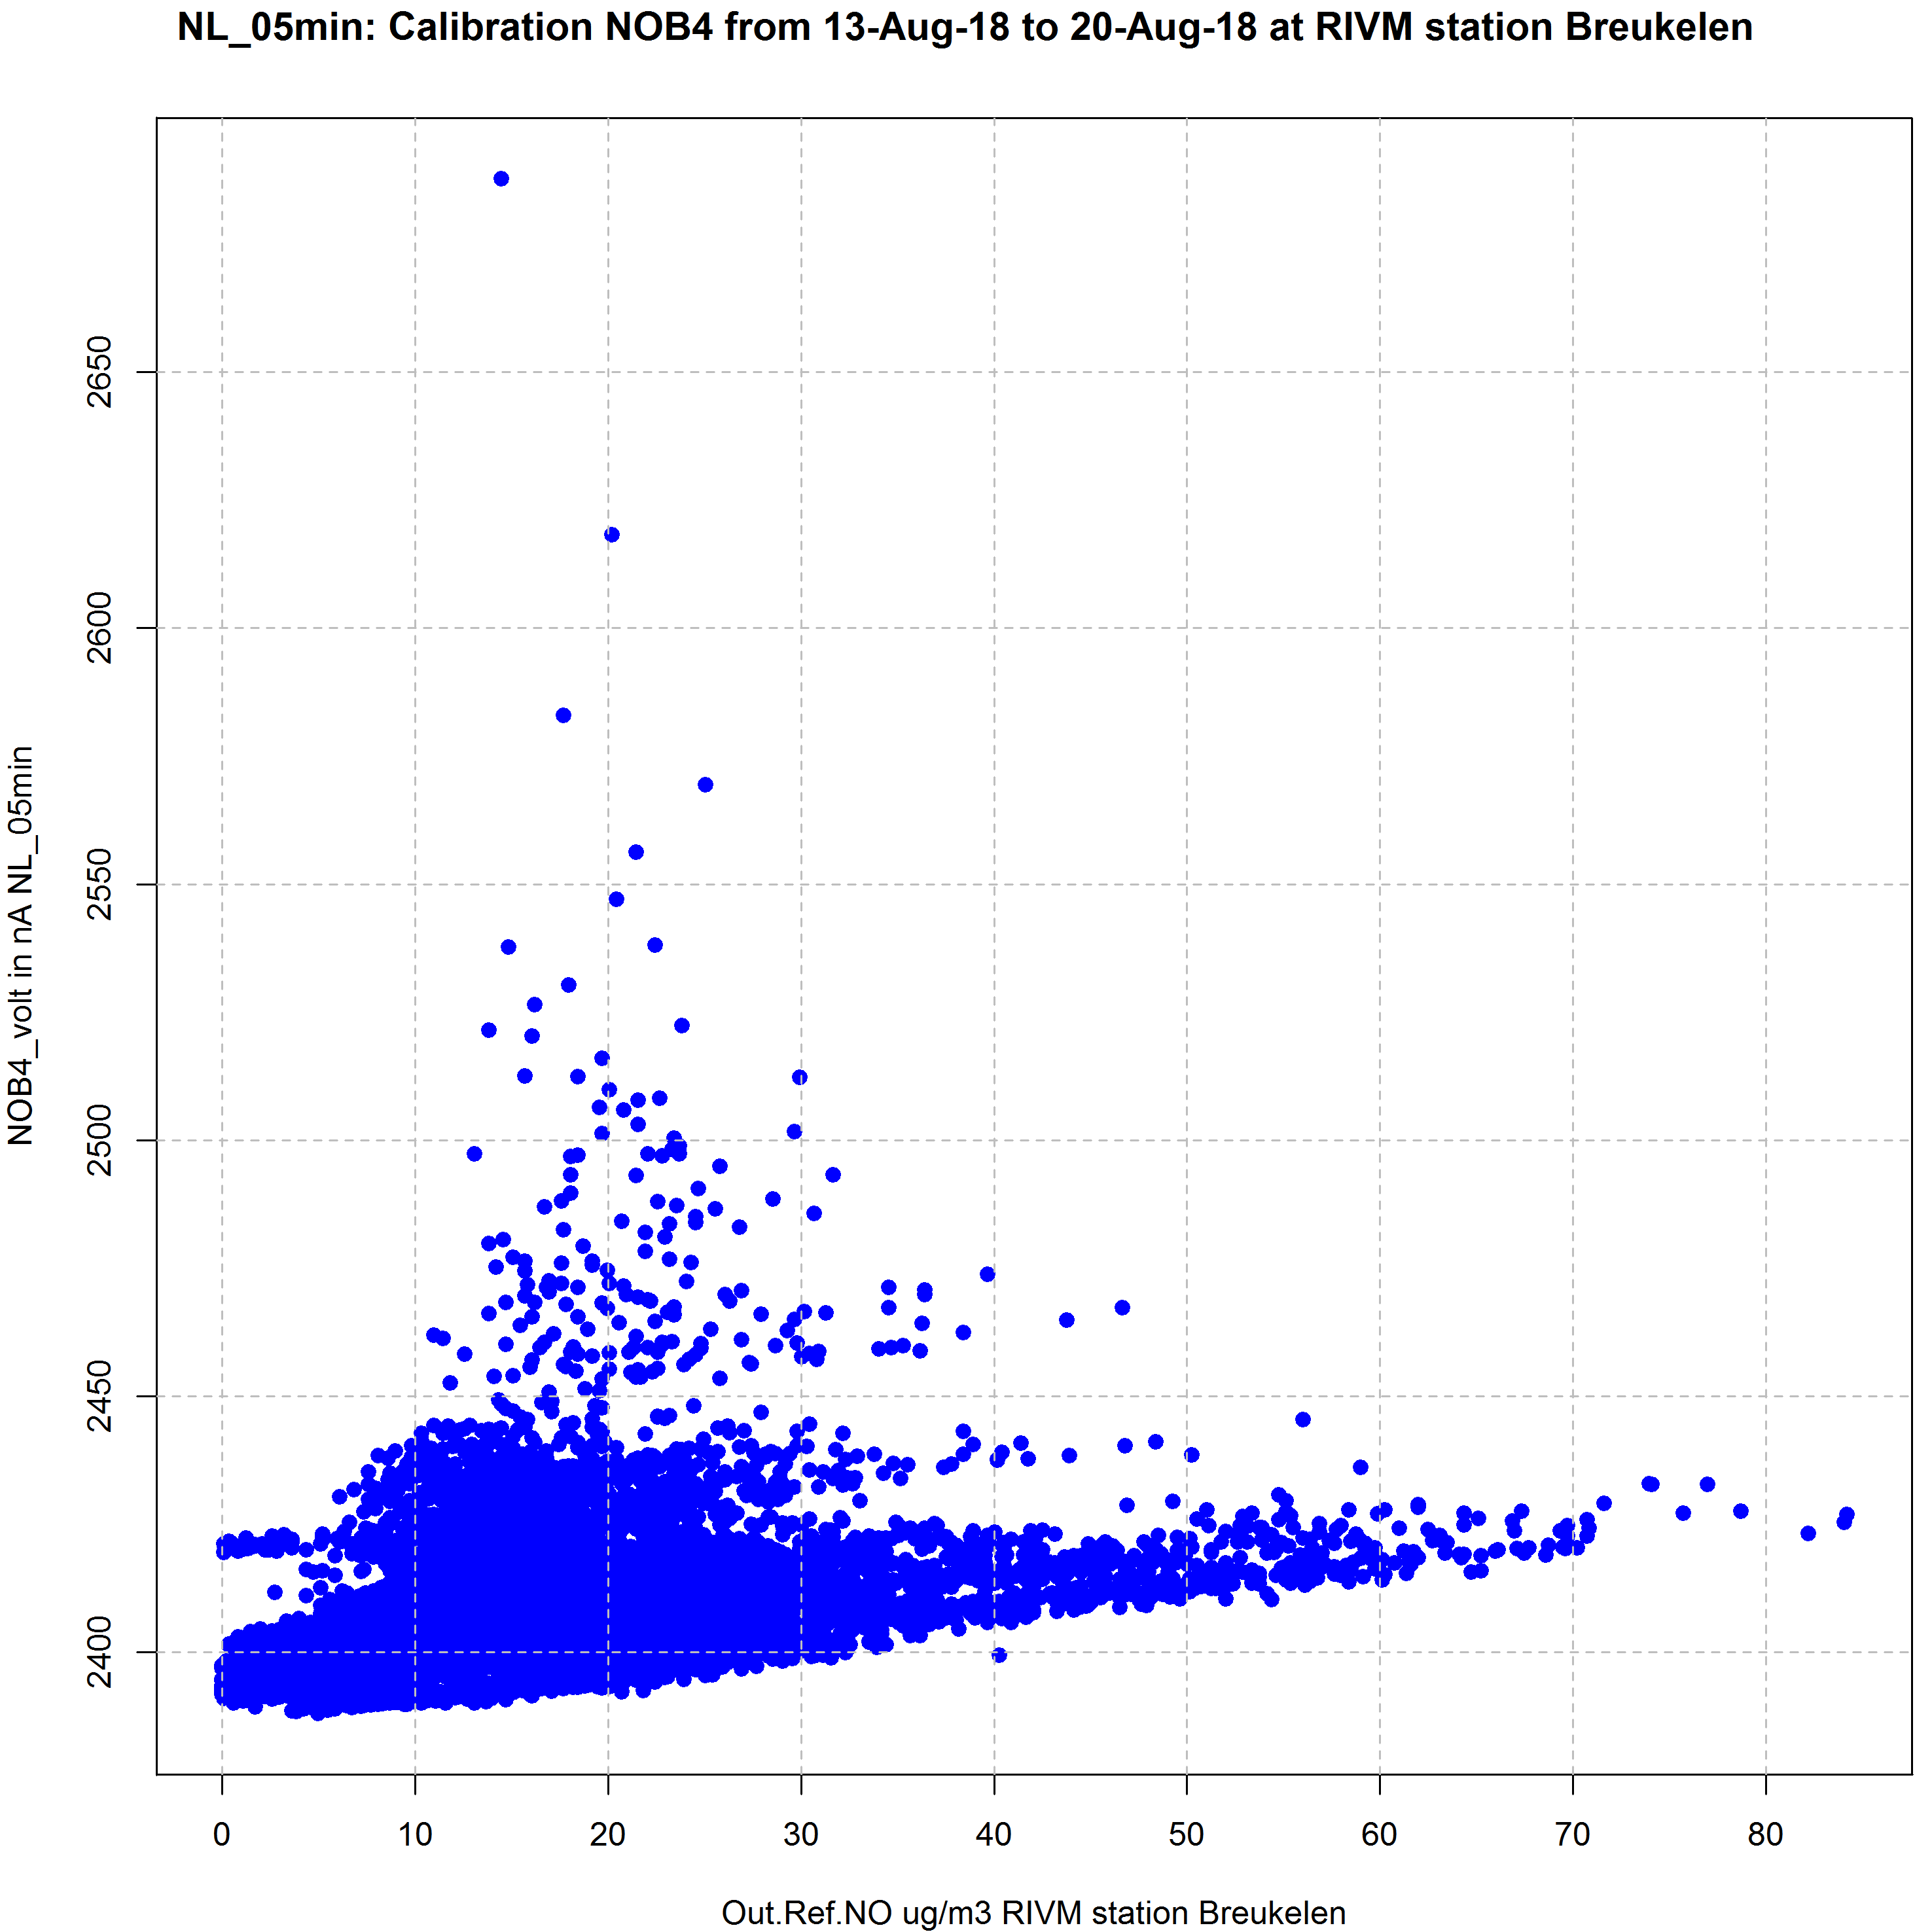 NL_05min: Calibration NOB4 from 13-Aug-18 to 20-Aug-18 at RIVM station Breukelen
NOB4_volt in nA NL_05min
2650
2600
2550
2500
2450
2400
0 10 20 30 40 50 60 70 80
Out.Ref.NO ug/m3 RIVM station Breukelen